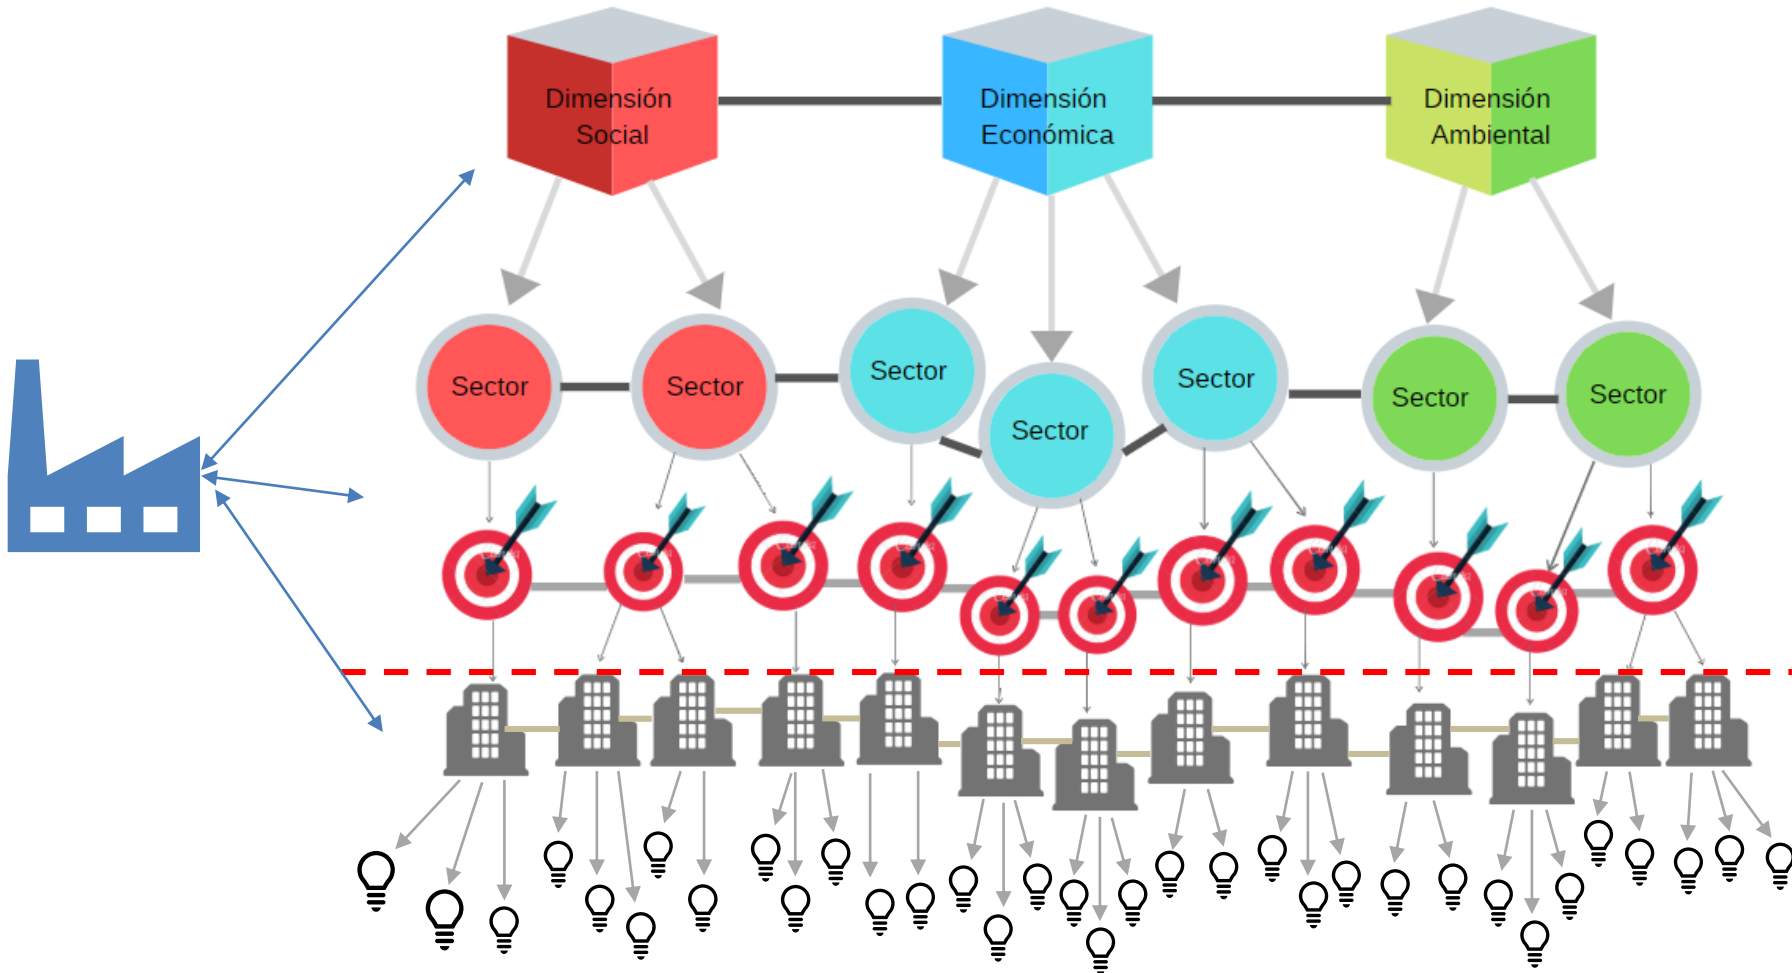 Dimensión
Social
Dimensión
Económica
Dimensión
Ambiental
Sector
Sector
Sector
Sector
Sector
Sector
Sector